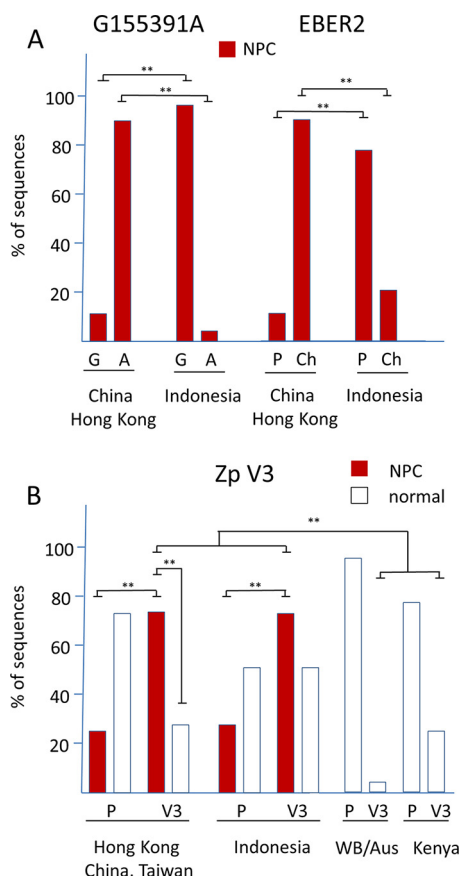 A
G155391A
EBER2
NPC
**
**
**
**
% of sequences
100
80
60
40
20
G A G A P Ch P Ch
China
Hong Kong
Indonesia
China
Hong Kong
Indonesia
B
Zp V3
NPC
normal
**
**
**
**
% of sequences
100
80
60
40
20
P V3 P V3 P V3 P V3
Hong Kong
China, Taiwan
Indonesia
WB/Aus
Kenya